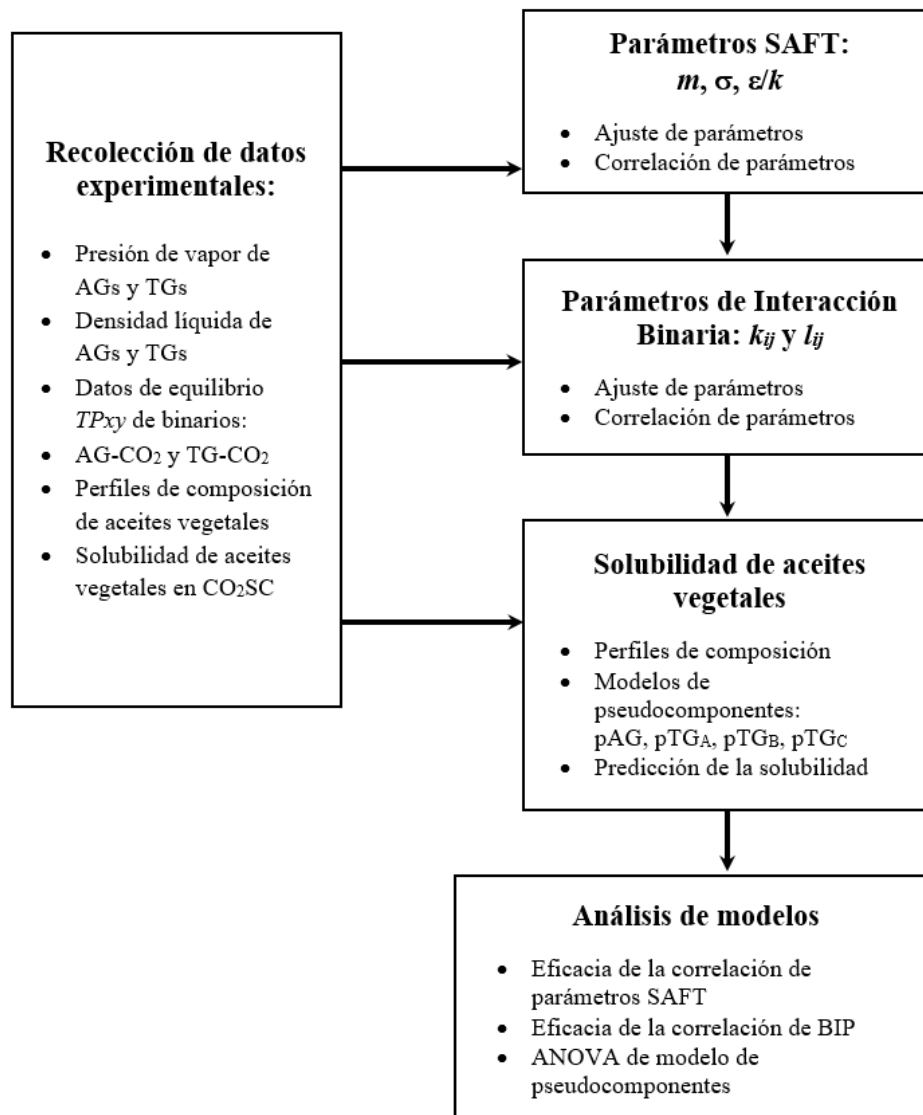 Recolección de datos
experimentales:
• Presión de vapor de
AGs y TGs
• Densidad líquida de
AGs y TGs
• Datos de equilibrio
TPxy de binarios:
• AG-CO₂ y TG-CO₂
• Perfiles de composición
de aceites vegetales
• Solubilidad de aceites
vegetales en CO₂SC
Parámetros SAFT:
m, σ, ε/k
• Ajuste de parámetros
• Correlación de parámetros
Parámetros de Interacción
Binaria: kij y lij
• Ajuste de parámetros
• Correlación de parámetros
Solubilidad de aceites
vegetales
• Perfiles de composición
• Modelos de
pseudocomponentes:
pAG, pTGA, pTGB, pTGC
• Predicción de la solubilidad
Análisis de modelos
• Eficacia de la correlación de
parámetros SAFT
• Eficacia de la correlación de BIP
• ANOVA de modelo de
pseudocomponentes